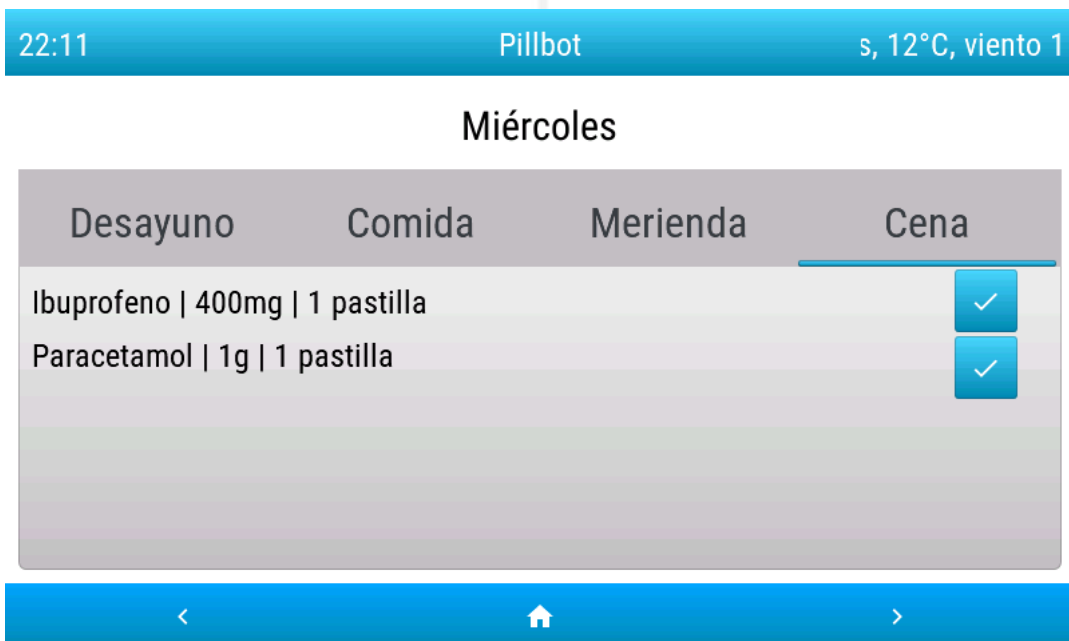 22:11 Pillbot s, 12°C, viento 1
Miércoles
Desayuno Comida Merienda Cena
Ibuprofeno | 400mg | 1 pastilla
Paracetamol | 1g | 1 pastilla